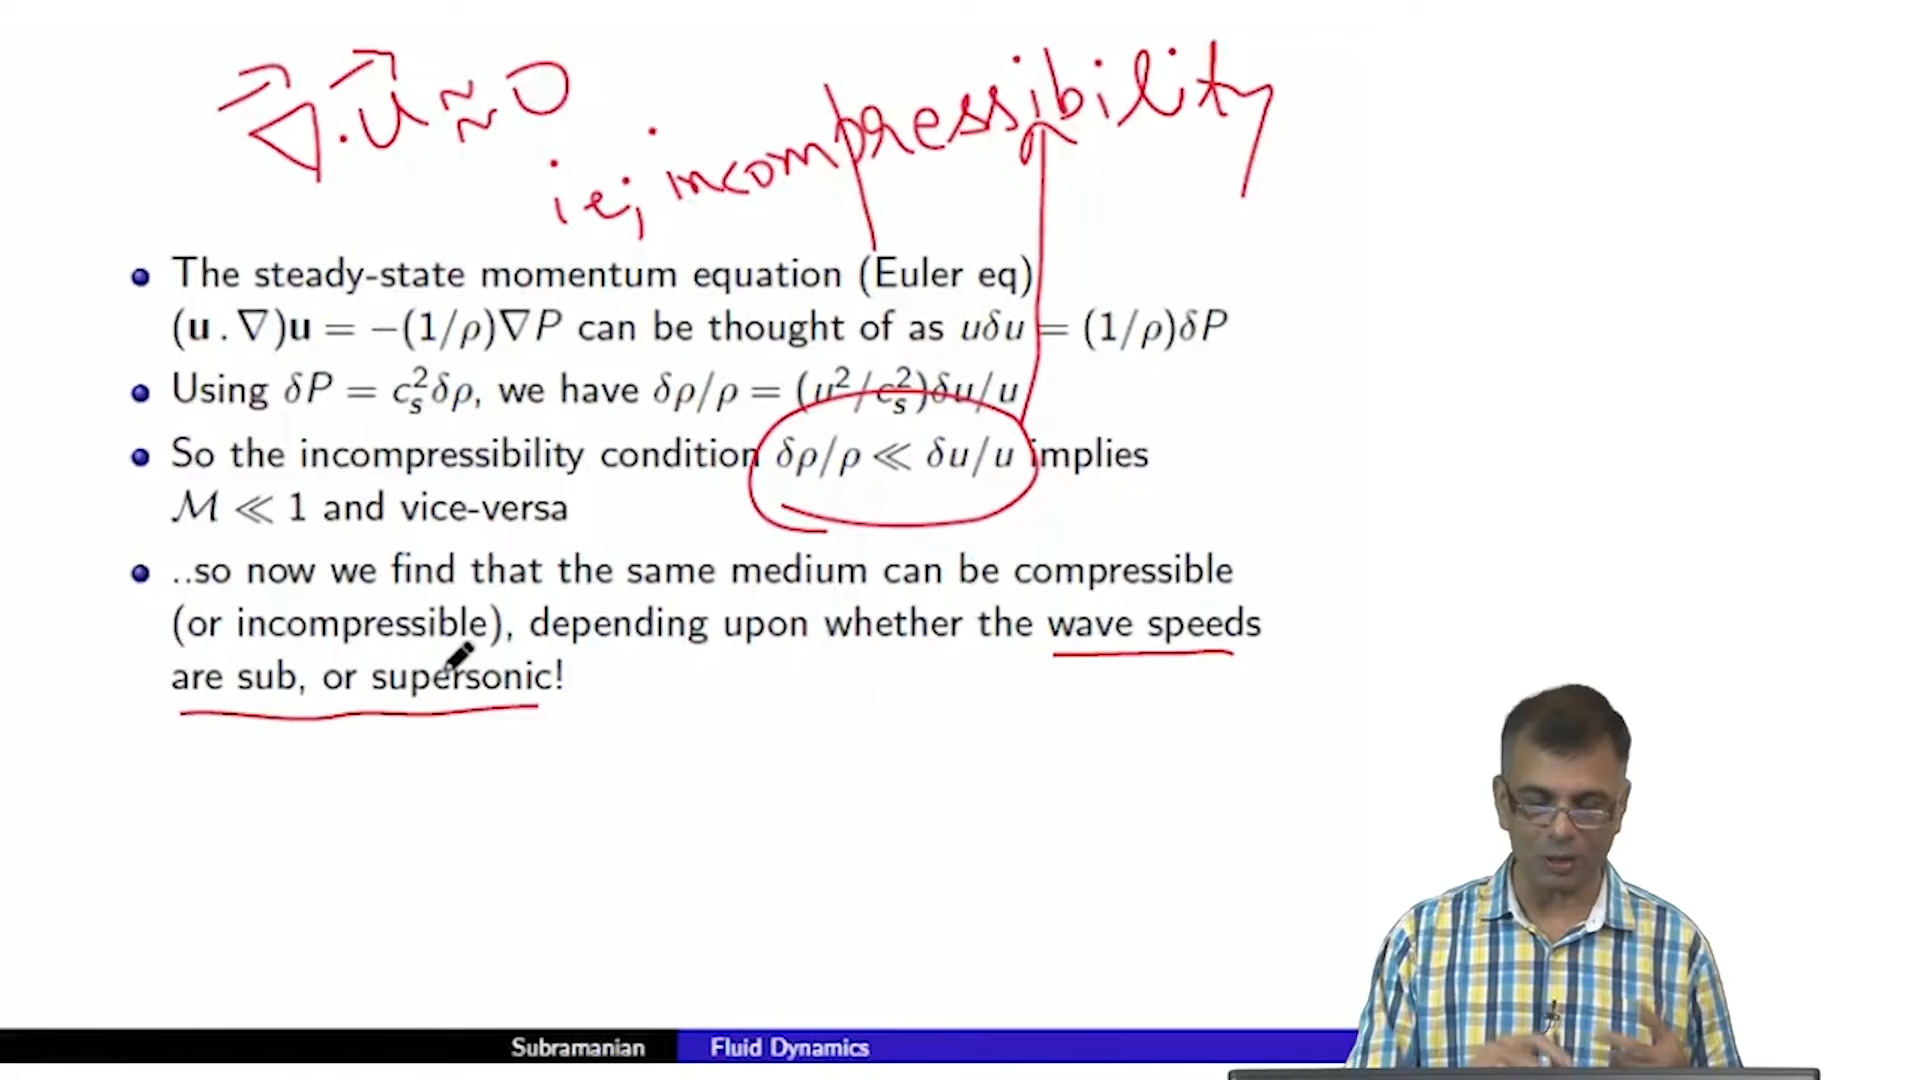 ∇⃗.u⃗ ≈ 0
ie; incompressibility
The steady-state momentum equation (Euler eq)
(u . ∇)u = −(1/ρ)∇P can be thought of as uδu = (1/ρ)δP
Using δP = c_s^2δρ, we have δρ/ρ = (u^2/c_s^2)δu/u
So the incompressibility condition δρ/ρ ≪ δu/u implies
M ≪ 1 and vice-versa
..so now we find that the same medium can be compressible
(or incompressible), depending upon whether the wave speeds
are sub, or supersonic!
Subramanian Fluid Dynamics